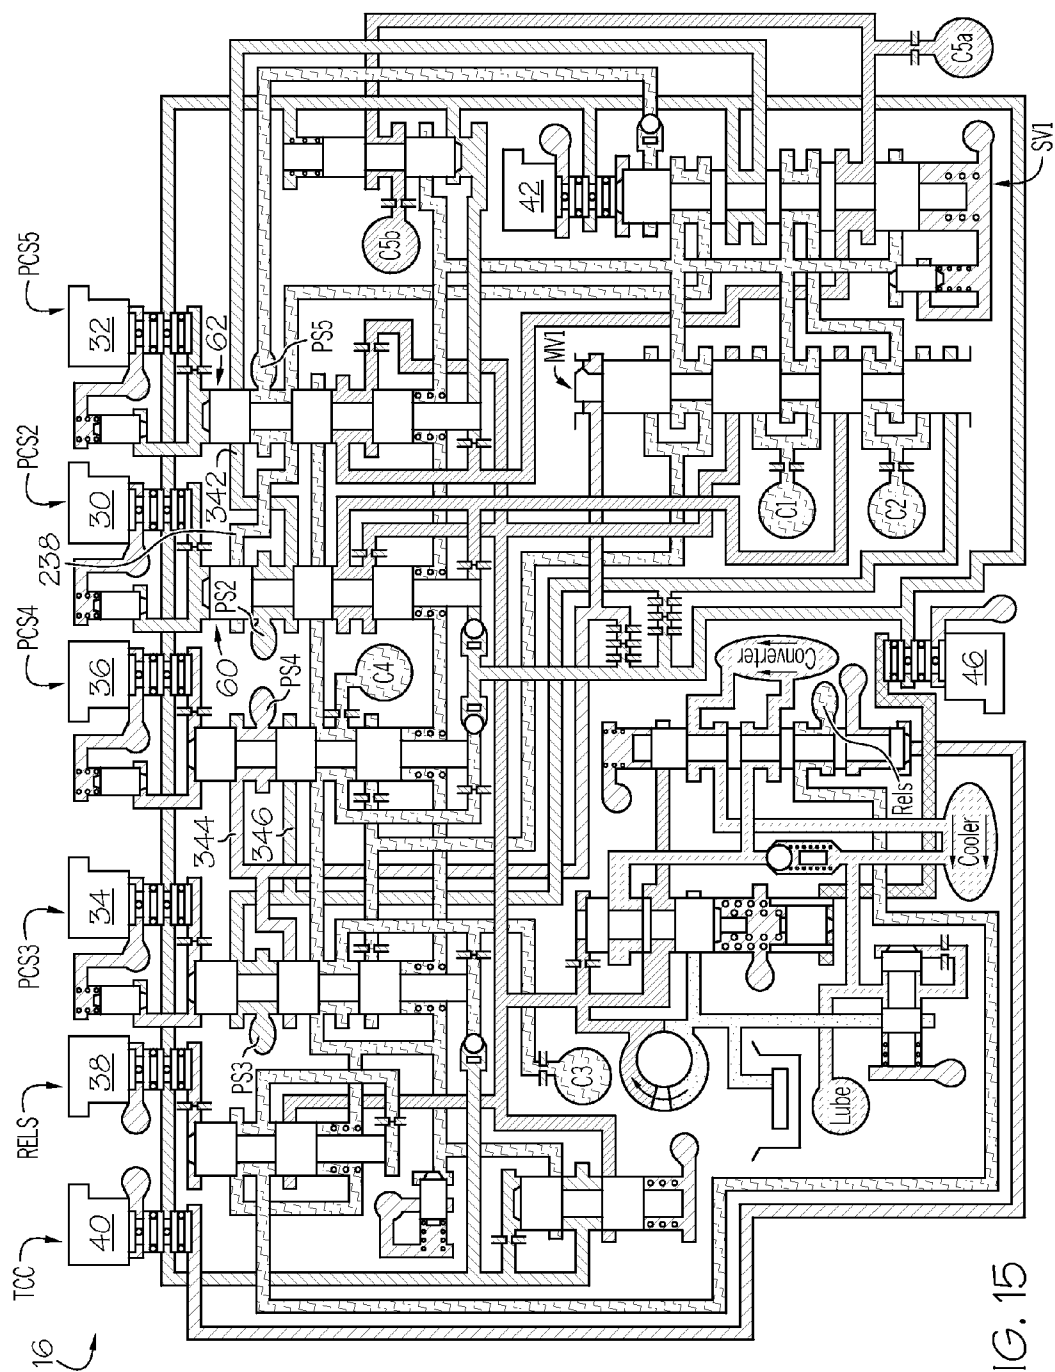 16
TCC
40
RELS
38
PCS3
34
PCS4
36
PCS2
30
PCS5
32
62
60
238
342
344
346
PS3
PS4
PS2
PS5
C4
C5b
C5a
42
SV1
MV1
C1
C2
C3
46
Converter
Rels
Cooler
Lube
IG. 15